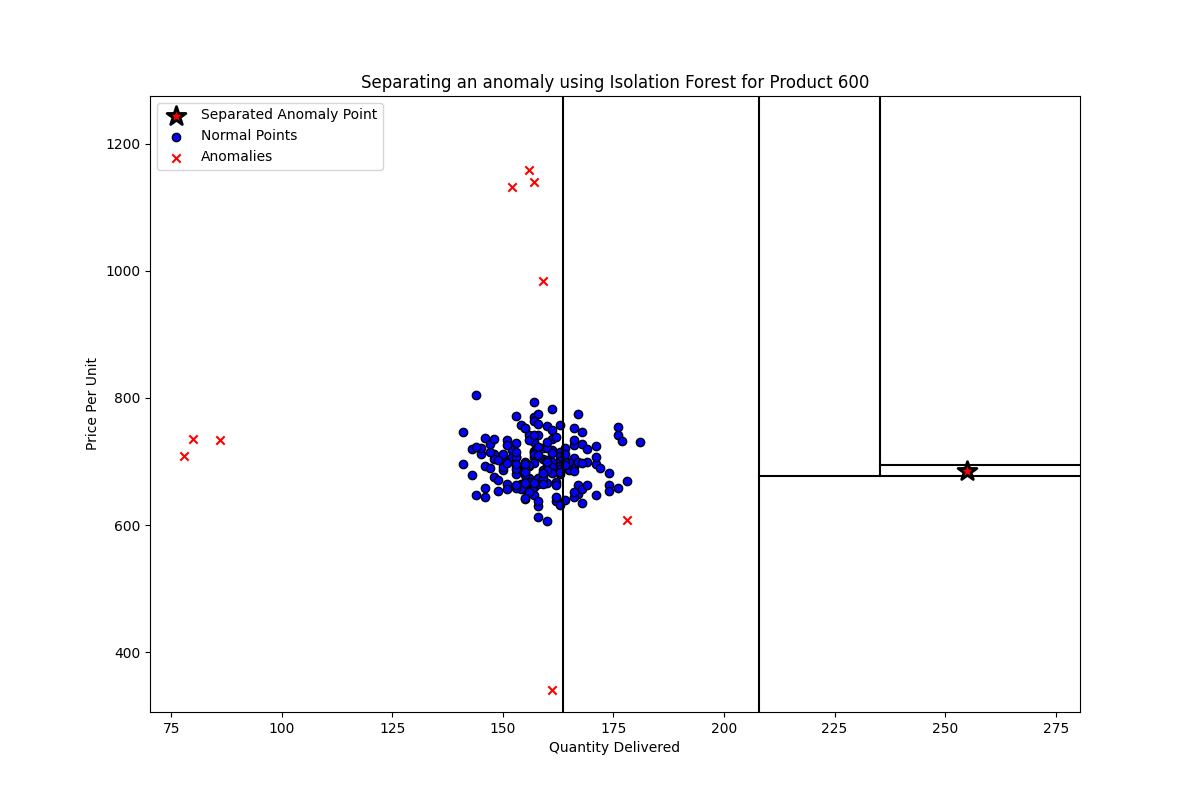 Separating an anomaly using Isolation Forest for Product 600
Separated Anomaly Point
Normal Points
Anomalies
1200
1000
800
600
400
Price Per Unit
75 100 125 150 175 200 225 250 275
Quantity Delivered